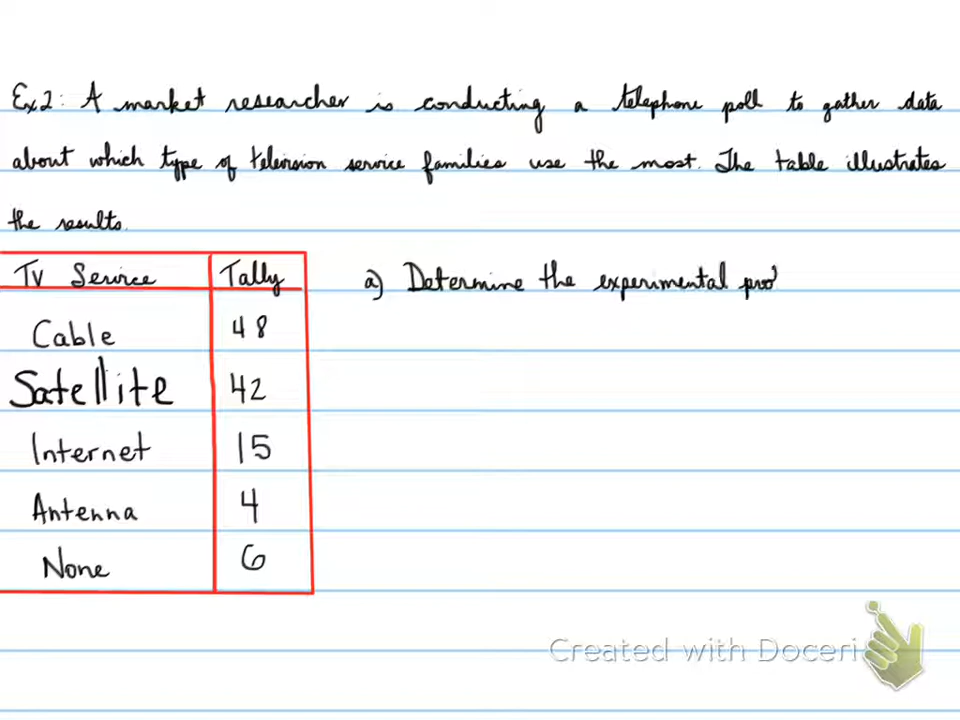 Ex2: A market researcher is conducting a telephone poll to gather data
about which type of television service families use the most. The table illustrates
the results.
TV Service Tally
Cable 48
Satellite 42
Internet 15
Antenna 4
None 6
a) Determine the experimental pro
Created with Doceri